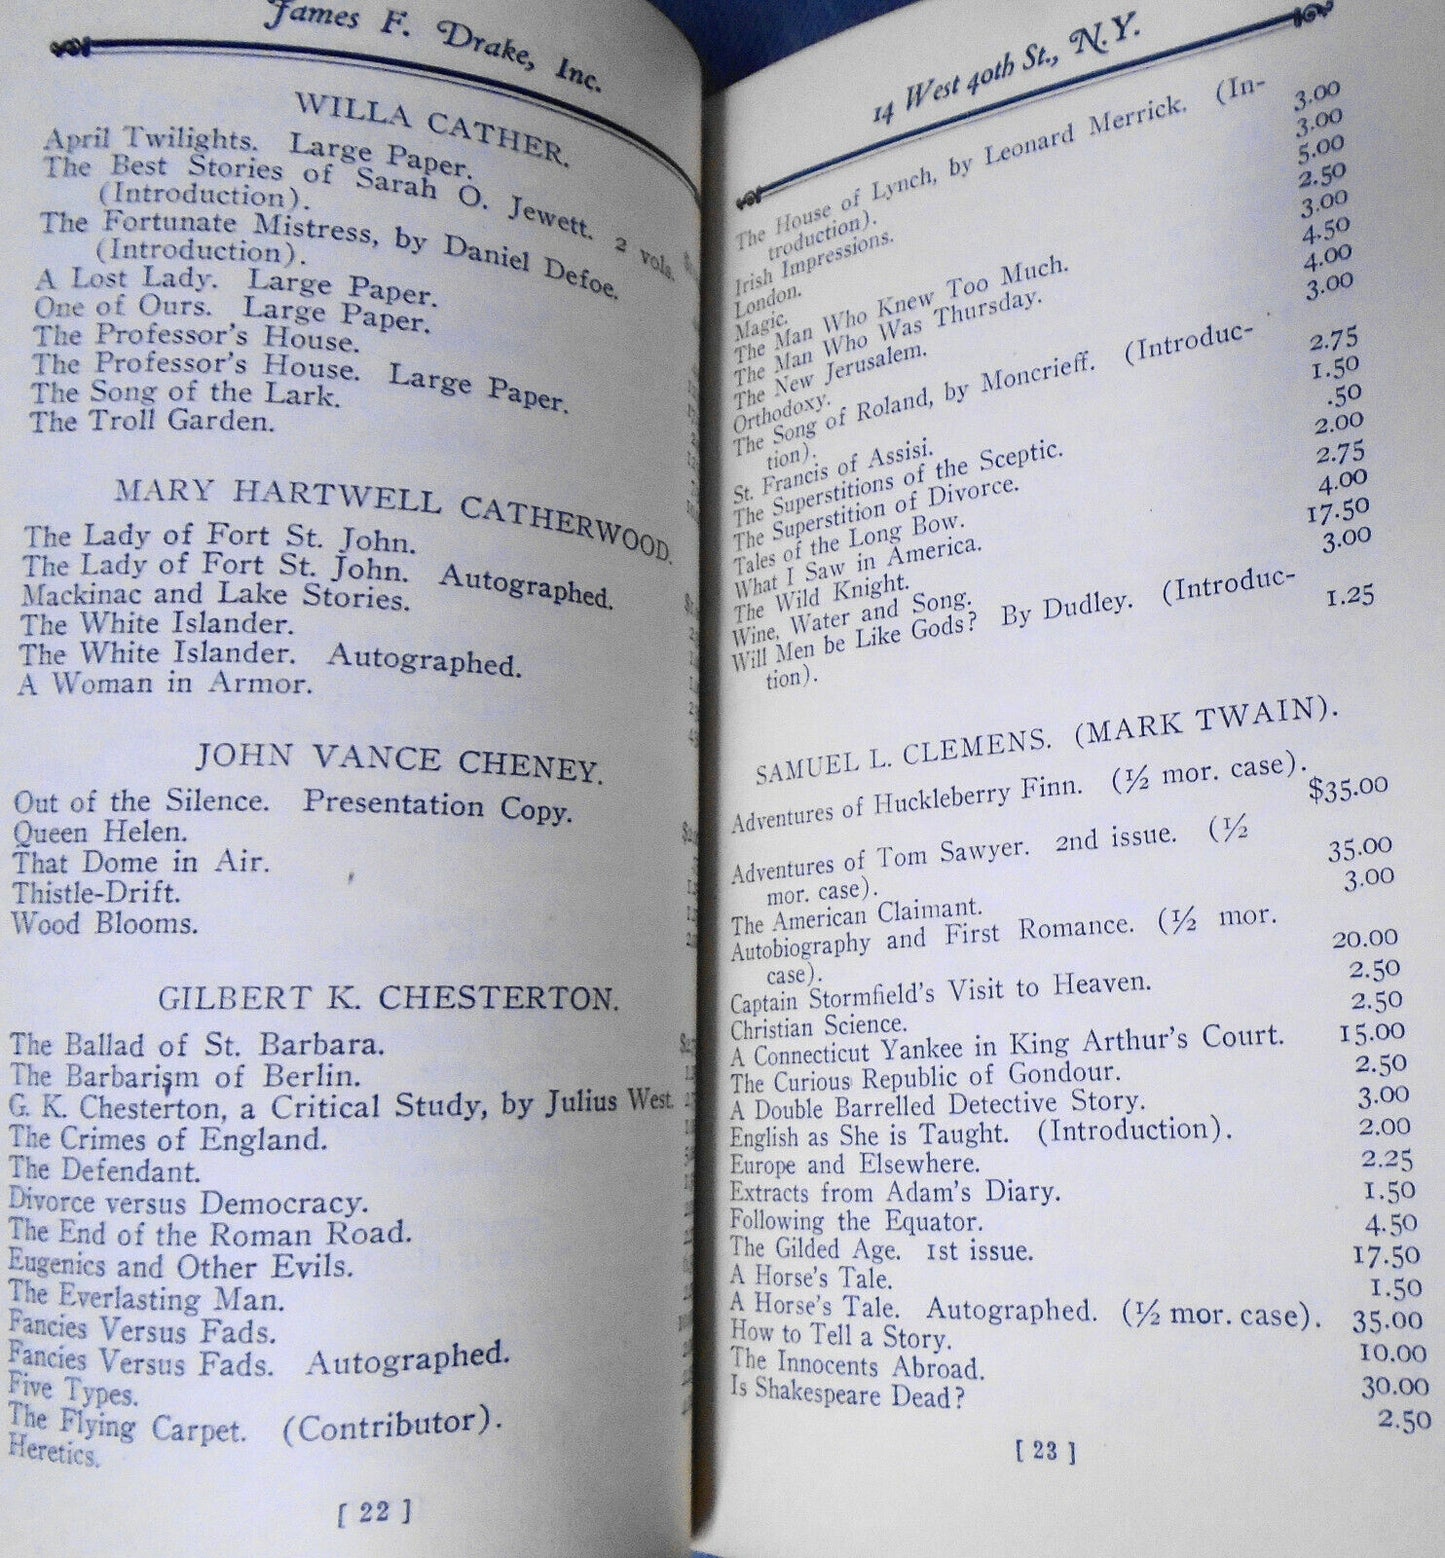 James F. Drake, Inc.
WILLA CATHER.
April Twilights. Large Paper.
The Best Stories of Sarah O. Jewett. 2 vols.
(Introduction).
The Fortunate Mistress, by Daniel Defoe.
(Introduction).
A Lost Lady. Large Paper.
One of Ours. Large Paper.
The Professor's House.
The Professor's House. Large Paper.
The Song of the Lark.
The Troll Garden.
MARY HARTWELL CATHERWOOD.
The Lady of Fort St. John.
The Lady of Fort St. John. Autographed.
Mackinac and Lake Stories.
The White Islander.
The White Islander. Autographed.
A Woman in Armor.
JOHN VANCE CHENEY.
Out of the Silence. Presentation Copy.
Queen Helen.
That Dome in Air.
Thistle-Drift.
Wood Blooms.
GILBERT K. CHESTERTON.
The Ballad of St. Barbara.
The Barbarism of Berlin.
G. K. Chesterton, a Critical Study, by Julius West.
The Crimes of England.
The Defendant.
Divorce versus Democracy.
The End of the Roman Road.
Eugenics and Other Evils.
The Everlasting Man.
Fancies Versus Fads.
Fancies Versus Fads. Autographed.
Five Types.
The Flying Carpet. (Contributor).
Heretics.
[ 22 ]
14 West 40th St., N.Y.
The House of Lynch, by Leonard Merrick. (In-
troduction). 3.00
Irish Impressions. 3.00
London. 5.00
Magic. 2.50
The Man Who Knew Too Much. 3.00
The Man Who Was Thursday. 4.50
The New Jerusalem. 4.00
Orthodoxy. 3.00
The Song of Roland, by Moncrieff. (Introduc-
tion). 2.75
St. Francis of Assisi. 1.50
The Superstitions of the Sceptic. .50
The Superstition of Divorce. 2.00
Tales of the Long Bow. 2.75
What I Saw in America. 4.00
The Wild Knight. 17.50
Wine, Water and Song. 3.00
Will Men be Like Gods? By Dudley. (Introduc-
tion). 1.25
SAMUEL L. CLEMENS. (MARK TWAIN).
Adventures of Huckleberry Finn. (½ mor. case).
$35.00
Adventures of Tom Sawyer. 2nd issue. (½
mor. case). 35.00
The American Claimant. 3.00
Autobiography and First Romance. (½ mor.
case). 20.00
Captain Stormfield's Visit to Heaven. 2.50
Christian Science. 2.50
A Connecticut Yankee in King Arthur's Court. 15.00
The Curious Republic of Gondour. 2.50
A Double Barrelled Detective Story. 3.00
English as She is Taught. (Introduction). 2.00
Europe and Elsewhere. 2.25
Extracts from Adam's Diary. 1.50
Following the Equator. 4.50
The Gilded Age. 1st issue. 17.50
A Horse's Tale. 1.50
A Horse's Tale. Autographed. (½ mor. case). 35.00
How to Tell a Story. 10.00
The Innocents Abroad. 30.00
Is Shakespeare Dead? 2.50
[ 23 ]